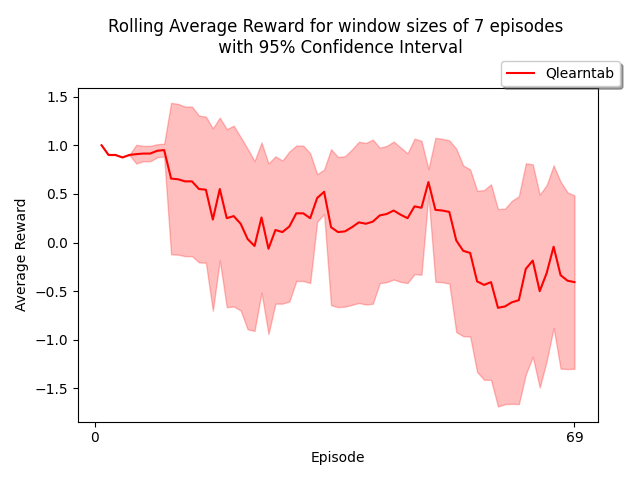 Rolling Average Reward for window sizes of 7 episodes
with 95% Confidence Interval
Qlearntab
1.5
1.0
0.5
0.0
−0.5
−1.0
−1.5
Average Reward
0
69
Episode